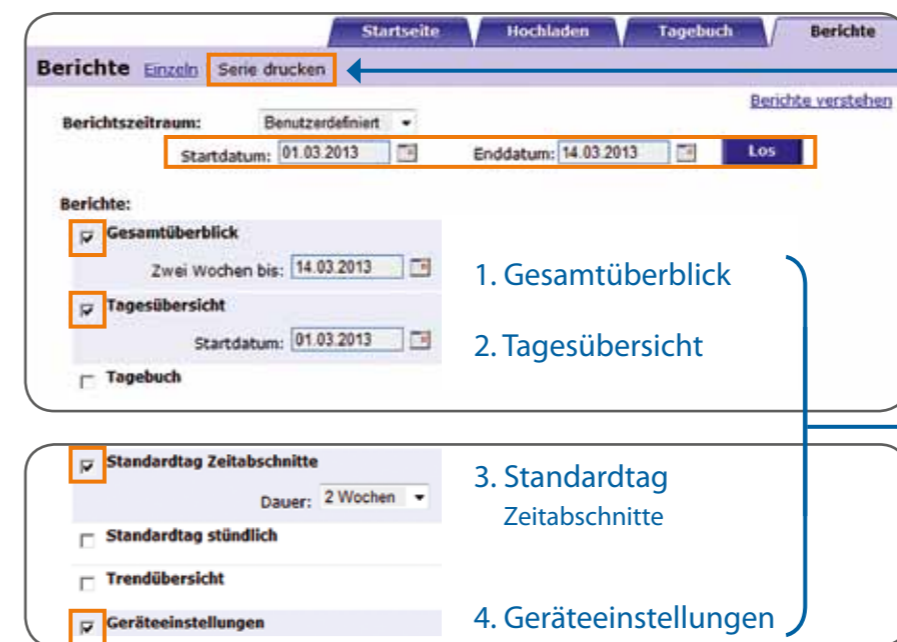 Startseite Hochladen Tagebuch Berichte
Berichte Einzeln Serie drucken
Berichte verstehen
Berichtszeitraum: Benutzerdefiniert
Startdatum: 01.03.2013 Enddatum: 14.03.2013 Los
Berichte:
Gesamtüberblick
Zwei Wochen bis: 14.03.2013
1. Gesamtüberblick
Tagesübersicht
Startdatum: 01.03.2013
2. Tagesübersicht
Tagebuch
Standardtag Zeitabschnitte
3. Standardtag
Dauer: 2 Wochen
Zeitabschnitte
Standardtag stündlich
Trendübersicht
Geräteeinstellungen
4. Geräteeinstellungen